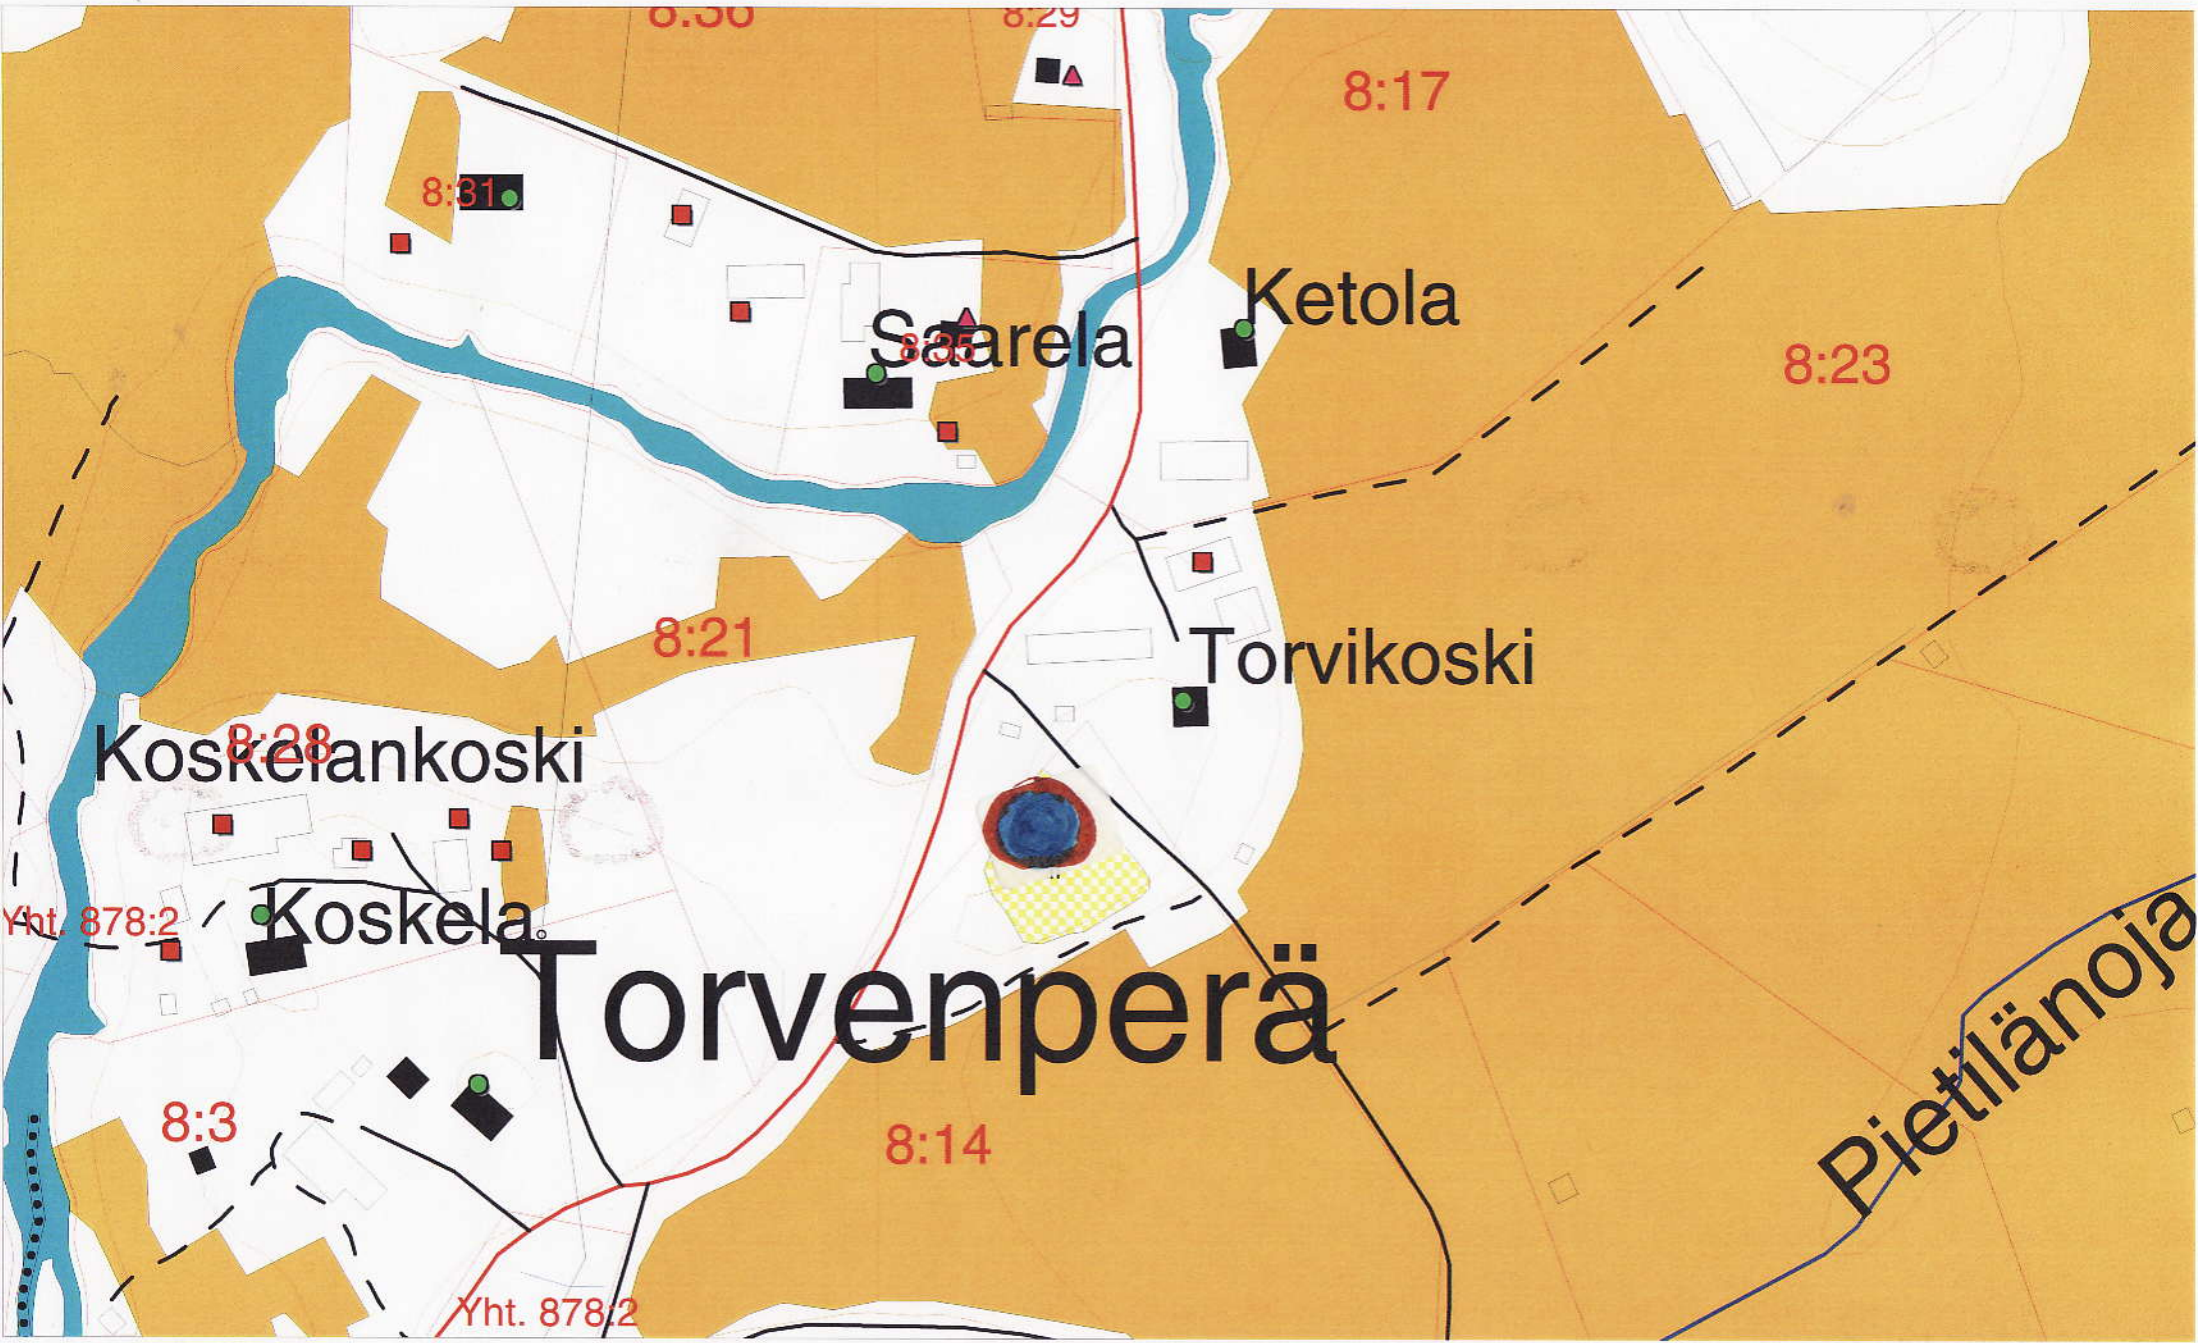 8:36
8:29
8:17
8:31
Ketola
Saarela
8:35
8:23
8:21
Torvikoski
Koskelankoski
8:28
Koskela
Yht. 878:2
Torvenperä
Pietilänoja
8:3
8:14
Yht. 878:2